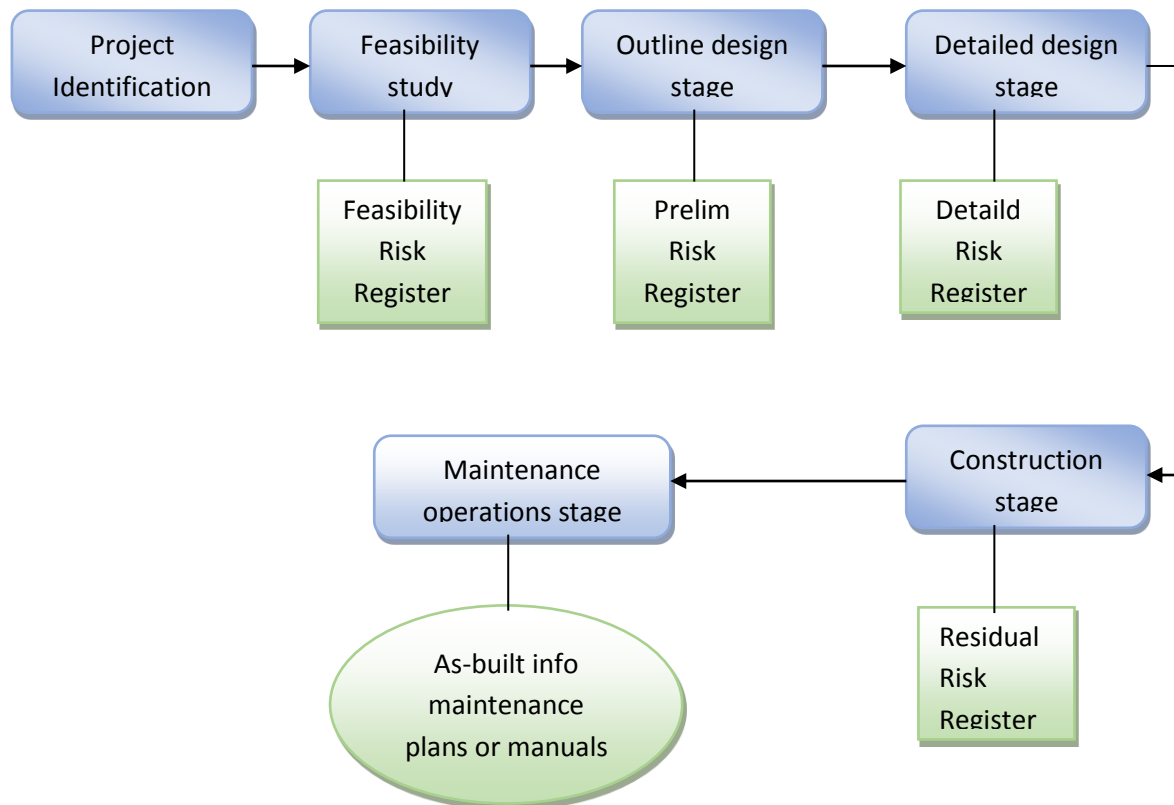 Project
Identification
Feasibility
study
Outline design
stage
Detailed design
stage
Feasibility
Risk
Register
Prelim
Risk
Register
Detaild
Risk
Register
Maintenance
operations stage
Construction
stage
As-built info
maintenance
plans or manuals
Residual
Risk
Register